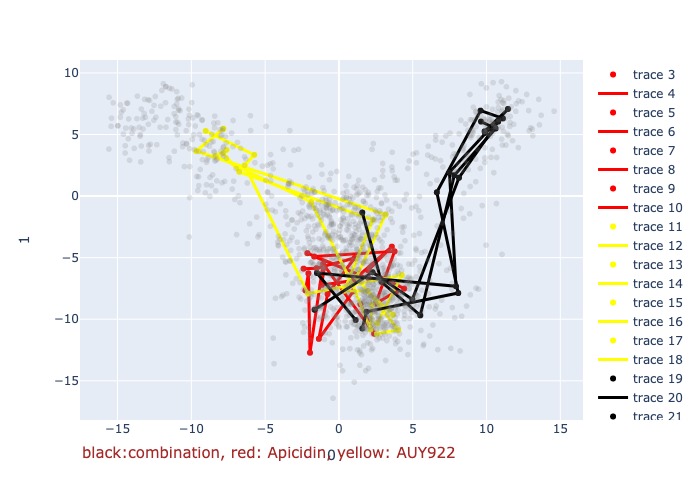 10
5
0
−5
−10
−15
1
−15
−10
−5
0
5
10
15
0
black:combination, red: Apicidin, yellow: AUY922
trace 3
trace 4
trace 5
trace 6
trace 7
trace 8
trace 9
trace 10
trace 11
trace 12
trace 13
trace 14
trace 15
trace 16
trace 17
trace 18
trace 19
trace 20
trace 21